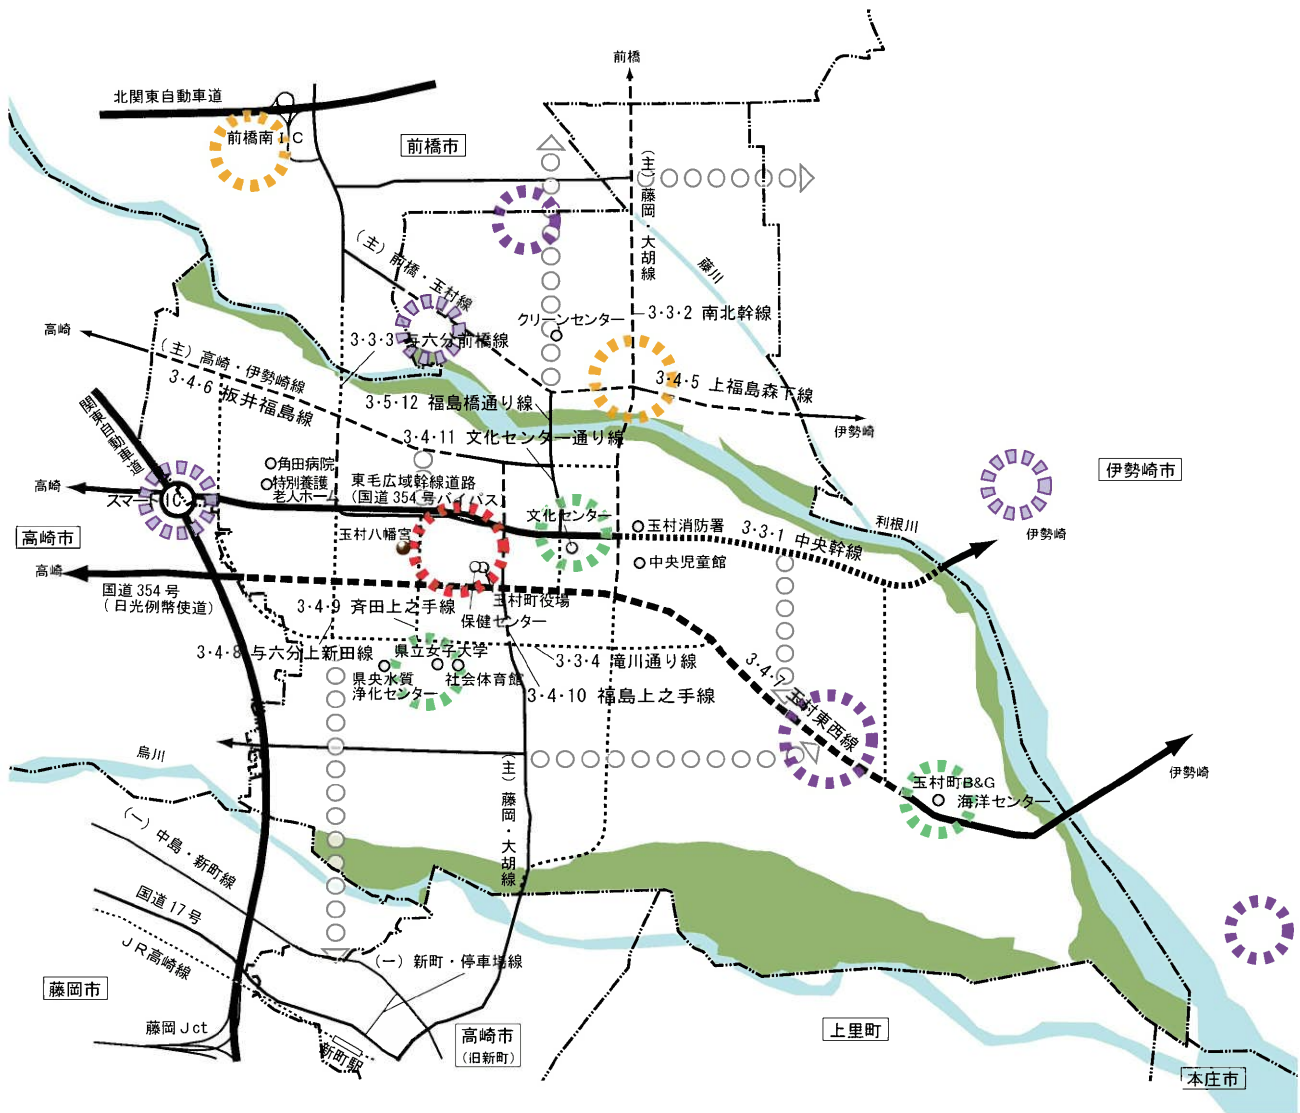 前橋
北関東自動車道
前橋南IC
前橋市
(主)藤岡・大胡線
(主)前橋・玉村線
藤川
クリーンセンター
3・3・2 南北幹線
高崎
3・3・3 与六分前橋線
(主)高崎・伊勢崎線
3・4・6 板井福島線
3・4・5 上福島森下線
3・5・12 福島橋通り線
伊勢崎
関東自動車道
3・4・11 文化センター通り線
角田病院
特別養護
老人ホーム
東毛広域幹線道路
(国道354号バイパス)
伊勢崎市
高崎
スマートIC
文化センター
玉村消防署
3・3・1 中央幹線
利根川
伊勢崎
高崎市
玉村八幡宮
中央児童館
高崎
国道354号
(日光例幣使道)
玉村町役場
保健センター
3・4・9 斉田上之手線
3・4・8 与六分上新田線
県立女子大学
3・3・4 滝川通り線
県央水質
浄化センター
社会体育館
3・4・10 福島上之手線
3・4・7 玉村東西線
烏川
伊勢崎
玉村町B&G
海洋センター
(主)藤岡・大胡線
(一)中島・新町線
国道17号
JR高崎線
(一)新町・停車場線
藤岡市
藤岡Jct
新町駅
高崎市
(旧新町)
上里町
本庄市